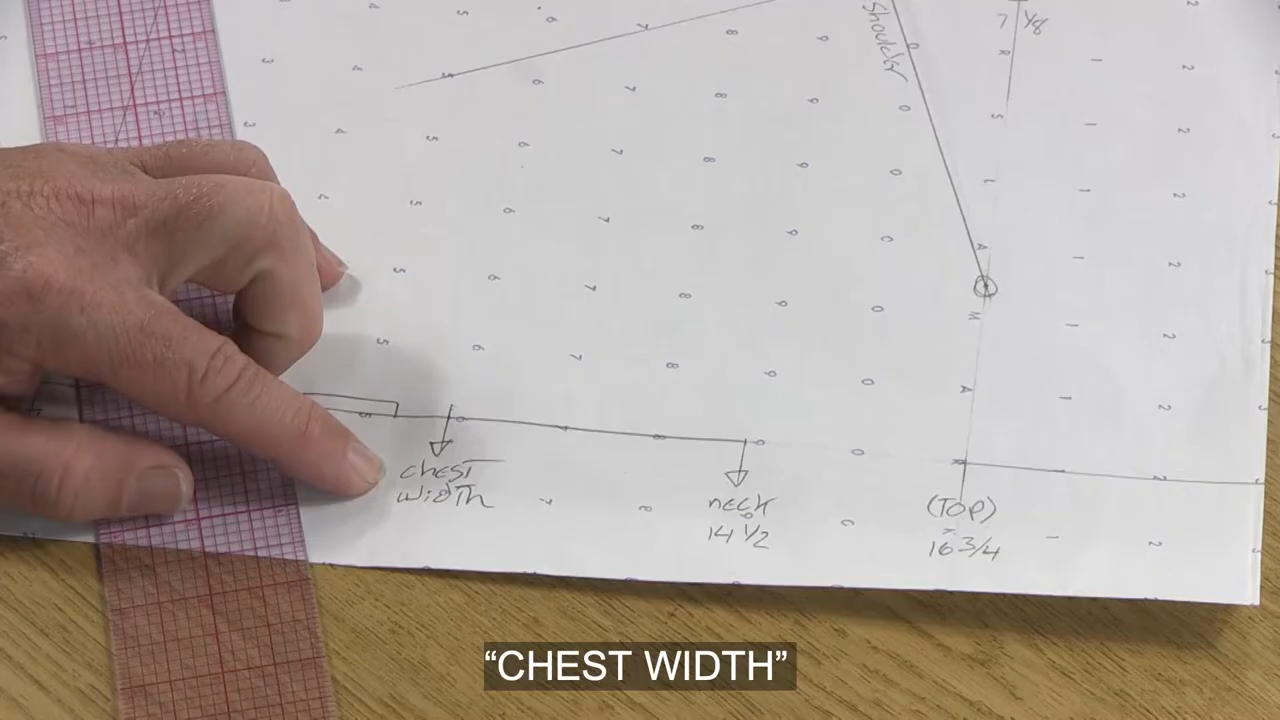 Shoulder
7 1/8
chest
width
neck
14 1/2
(TOP)
16 3/4
“CHEST WIDTH”